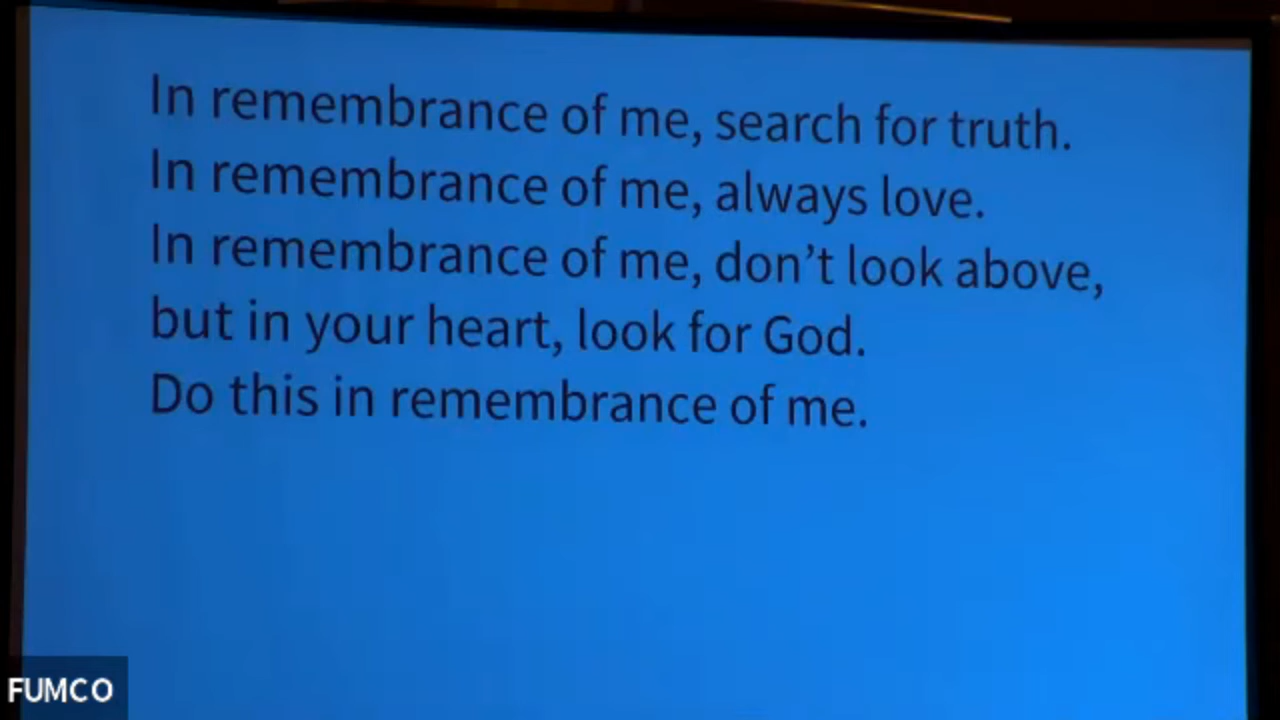 In remembrance of me, search for truth.
In remembrance of me, always love.
In remembrance of me, don’t look above,
but in your heart, look for God.
Do this in remembrance of me.
FUMCO